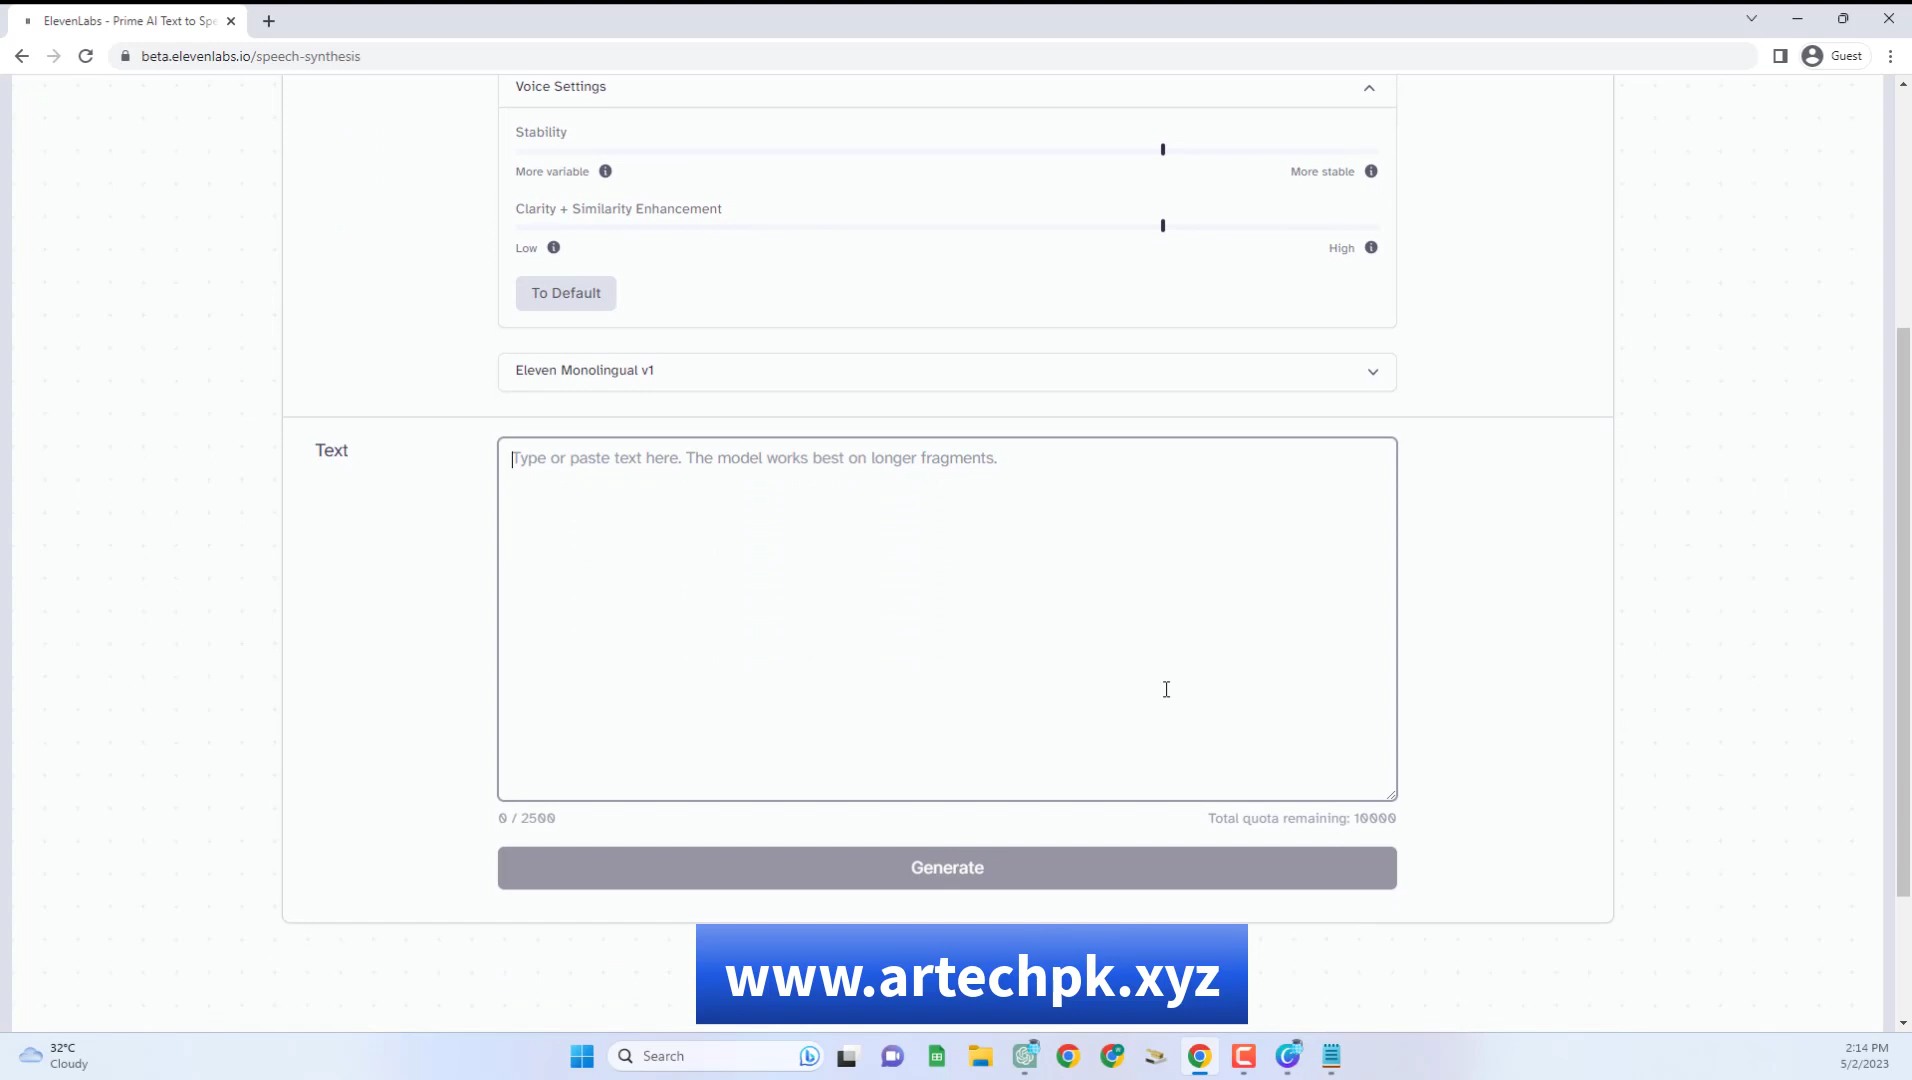 ElevenLabs - Prime AI Text to Spe
beta.elevenlabs.io/speech-synthesis
Guest
Voice Settings
Stability
More variable
More stable
Clarity + Similarity Enhancement
Low
High
To Default
Eleven Monolingual v1
Text
Type or paste text here. The model works best on longer fragments.
0 / 2500
Total quota remaining: 10000
Generate
www.artechpk.xyz
32°C
Cloudy
Search
2:14 PM
5/2/2023